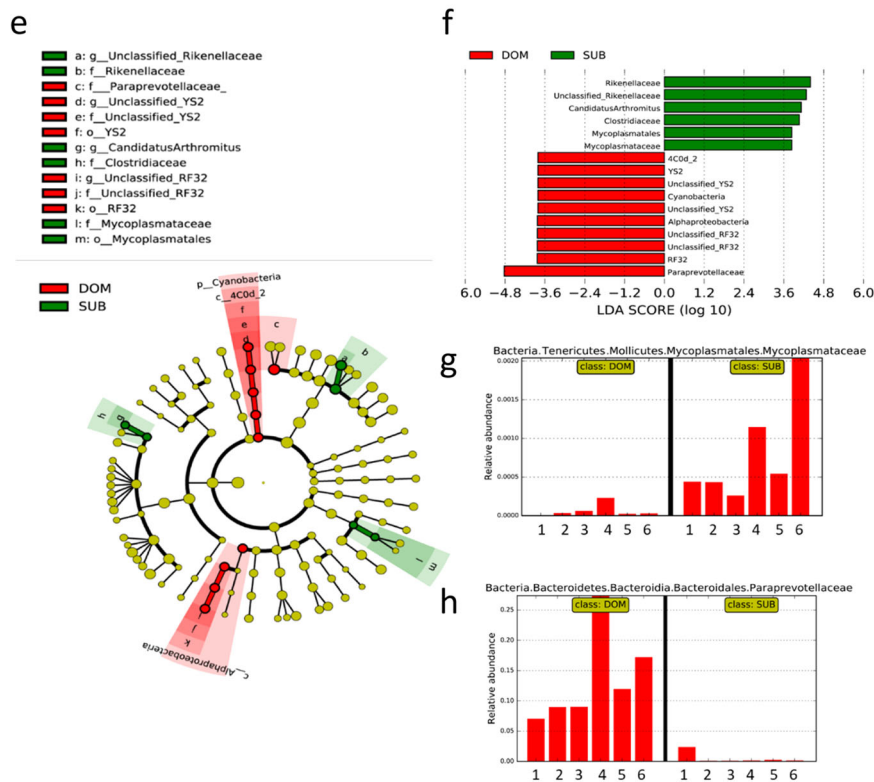 e
a: g__Unclassified_Rikenellaceae
b: f__Rikenellaceae
c: f___Paraprevotellaceae_
d: g__Unclassified_YS2
e: f__Unclassified_YS2
f: o__YS2
g: g__CandidatusArthromitus
h: f__Clostridiaceae
i: g__Unclassified_RF32
j: f__Unclassified_RF32
k: o__RF32
l: f__Mycoplasmataceae
m: o__Mycoplasmatales
DOM
SUB
p__Cyanobacteria
c__4C0d_2
f
e
d
c
a
b
h
g
l
m
j
k
c__Alphaproteobacteria
f
DOM SUB
Rikenellaceae
Unclassified_Rikenellaceae
CandidatusArthromitus
Clostridiaceae
Mycoplasmatales
Mycoplasmataceae
4C0d_2
YS2
Unclassified_YS2
Cyanobacteria
Unclassified_YS2
Alphaproteobacteria
Unclassified_RF32
Unclassified_RF32
RF32
Paraprevotellaceae
6.0 -4.8 -3.6 -2.4 -1.2 0.0 1.2 2.4 3.6 4.8 6.0
LDA SCORE (log 10)
g
Bacteria.Tenericutes.Mollicutes.Mycoplasmatales.Mycoplasmataceae
class: DOM class: SUB
Relative abundance
0.0020
0.0015
0.0010
0.0005
0.0000
1 2 3 4 5 6 1 2 3 4 5 6
h
Bacteria.Bacteroidetes.Bacteroidia.Bacteroidales.Paraprevotellaceae
class: DOM class: SUB
Relative abundance
0.25
0.20
0.15
0.10
0.05
0.00
1 2 3 4 5 6 1 2 3 4 5 6